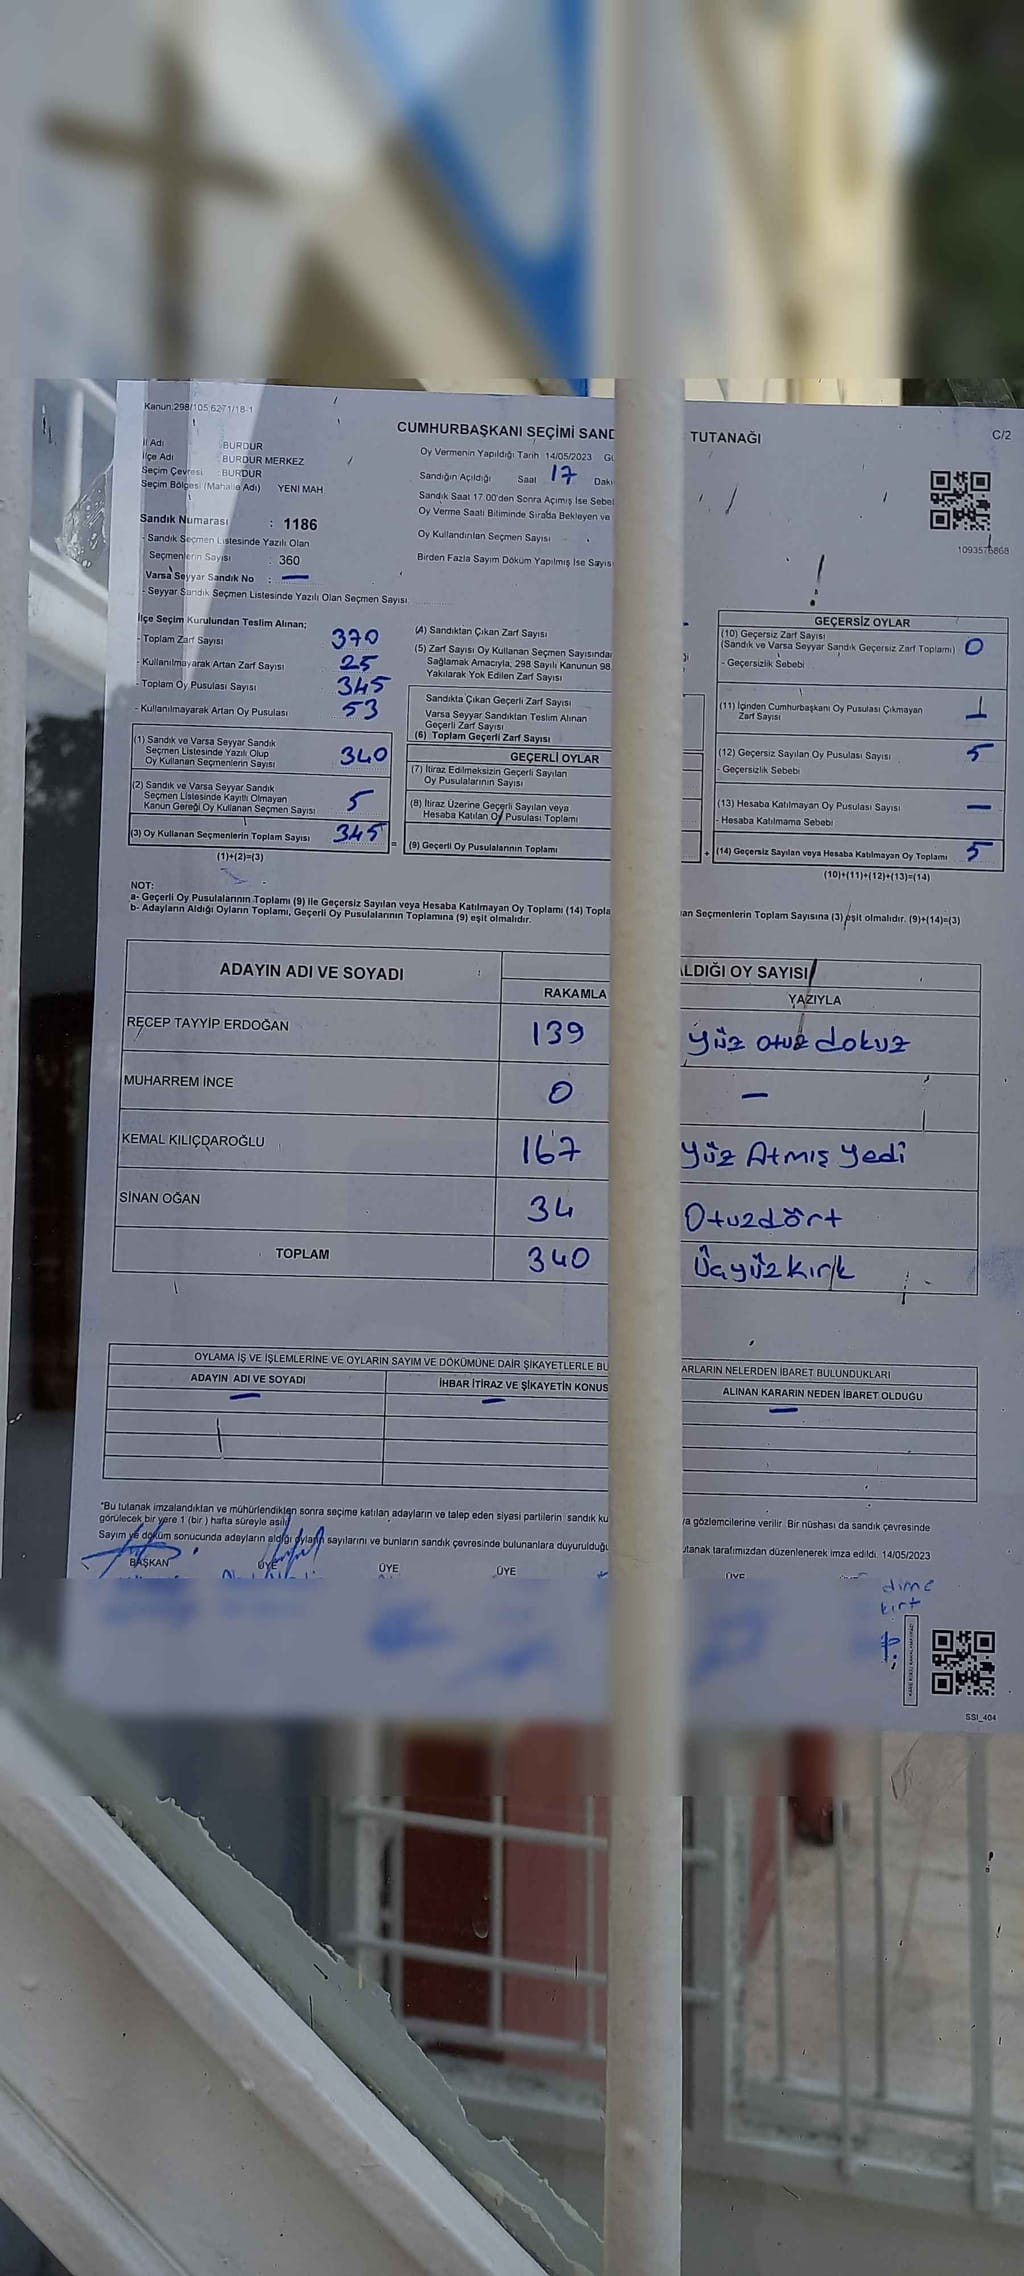 Kanun.298/105,6271/18-1
C/2
CUMHURBAŞKANI SEÇİMİ SAND TUTANAĞI
İl Adı : BURDUR
İlçe Adı : BURDUR MERKEZ
Seçim Çevresi : BURDUR
Seçim Bölgesi (Mahalle Adı) YENI MAH
Oy Vermenin Yapıldığı Tarih 14/05/2023
Sandığın Açıldığı Saat 17
Sandık Saat 17 00'den Sonra Açımış İse
Oy Verme Saati Bitiminde Sırada Bekleyen ve
Sandık Numarası : 1186
Oy Kullandırılan Seçmen Sayısı
- Sandık Seçmen Listesinde Yazılı Olan
Seçmenlerin Sayısı : 360
Birden Fazla Sayım Döküm Yapılmış İse
Varsa Seyyar Sandık No : —
- Seyyar Sandık Seçmen Listesinde Yazılı Olan Seçmen Sayısı
İlçe Seçim Kurulundan Teslim Alınan;
- Toplam Zarf Sayısı 370
- Kullanılmayarak Artan Zarf Sayısı 25
- Toplam Oy Pusulası Sayısı 345
- Kullanılmayarak Artan Oy Pusulası 53
(1) Sandık ve Varsa Seyyar Sandık
Seçmen Listesinde Yazılı Olup
Oy Kullanan Seçmenlerin Sayısı 340
(2) Sandık ve Varsa Seyyar Sandık
Seçmen Listesinde Kayıtlı Olmayan
Kanun Gereği Oy Kullanan Seçmen Sayısı 5
(3) Oy Kullanan Seçmenlerin Toplam Sayısı 345
(1)+(2)=(3)
(4) Sandıktan Çıkan Zarf Sayısı
(5) Zarf Sayısı Oy Kullanan Seçmen Sayısından
Sağlamak Amacıyla, 298 Sayılı Kanunun 98
Yakılarak Yok Edilen Zarf Sayısı
Sandıkta Çıkan Geçerli Zarf Sayısı
Varsa Seyyar Sandıktan Teslim Alınan
Geçerli Zarf Sayısı
(6) Toplam Geçerli Zarf Sayısı
GEÇERLİ OYLAR
(7) İtiraz Edilmeksizin Geçerli Sayılan
Oy Pusulalarının Sayısı
(8) İtiraz Üzerine Geçerli Sayılan veya
Hesaba Katılan Oy Pusulası Toplamı
= (9) Geçerli Oy Pusulalarının Toplamı
GEÇERSİZ OYLAR
(10) Geçersiz Zarf Sayısı
(Sandık ve Varsa Seyyar Sandık Geçersiz Zarf Toplamı) 0
- Geçersizlik Sebebi
(11) İçinden Cumhurbaşkanı Oy Pusulası Çıkmayan
Zarf Sayısı
(12) Geçersiz Sayılan Oy Pusulası Sayısı 5
- Geçersizlik Sebebi
(13) Hesaba Katılmayan Oy Pusulası Sayısı —
- Hesaba Katılmama Sebebi
+ (14) Geçersiz Sayılan veya Hesaba Katılmayan Oy Toplamı 5
(10)+(11)+(12)+(13)=(14)
NOT:
a- Geçerli Oy Pusulalarının Toplamı (9) ile Geçersiz Sayılan veya Hesaba Katılmayan Oy Toplamı (14) Topla an Seçmenlerin Toplam Sayısına (3) eşit olmalıdır. (9)+(14)=(3)
b- Adayların Aldığı Oyların Toplamı, Geçerli Oy Pusulalarının Toplamına (9) eşit olmalıdır.
ADAYIN ADI VE SOYADI LDIĞI OY SAYISI
RAKAMLA YAZIYLA
RECEP TAYYİP ERDOĞAN 139 yüz otuz dokuz
MUHARREM İNCE 0 —
KEMAL KILIÇDAROĞLU 167 yüz Atmış yedi
SİNAN OĞAN 34 Otuzdört
TOPLAM 340 Üçyüzkırk
OYLAMA İŞ VE İŞLEMLERİNE VE OYLARIN SAYIM VE DÖKÜMÜNE DAİR ŞİKAYETLERLE BU ARLARIN NELERDEN İBARET BULUNDUKLARI
ADAYIN ADI VE SOYADI İHBAR İTİRAZ VE ŞİKAYETİN KONUS ALINAN KARARIN NEDEN İBARET OLDUĞU
— — —
*Bu tutanak imzalandıktan ve mühürlendikten sonra seçime katılan adayların ve talep eden siyasi partilerin sandık ku a gözlemcilerine verilir. Bir nüshası da sandık çevresinde
görülecek bir yere 1 (bir) hafta süreyle asılır
Sayım ve döküm sonucunda adayların aldığı oyların sayılarını ve bunların sandık çevresinde bulunanlara duyurulduğu utanak tarafımızdan düzenlenerek imza edildi. 14/05/2023
BAŞKAN ÜYE ÜYE ÜYE ÜYE
SSI_404